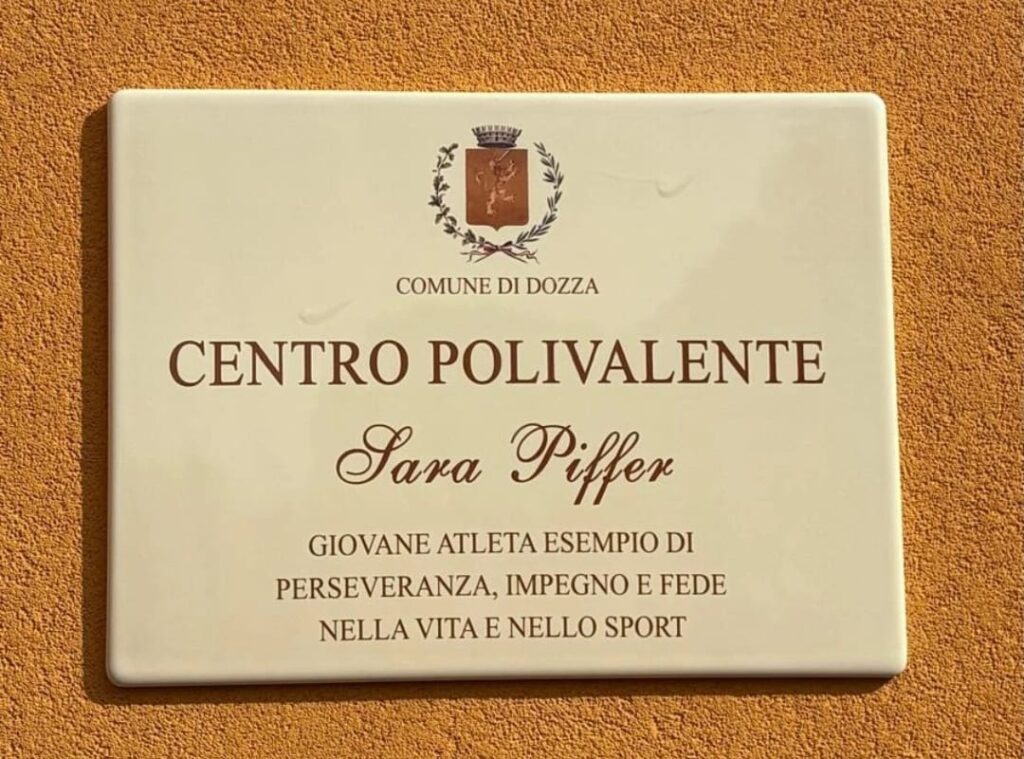 COMUNE DI DOZZA
CENTRO POLIVALENTE
Sara Piffer
GIOVANE ATLETA ESEMPIO DI
PERSEVERANZA, IMPEGNO E FEDE
NELLA VITA E NELLO SPORT